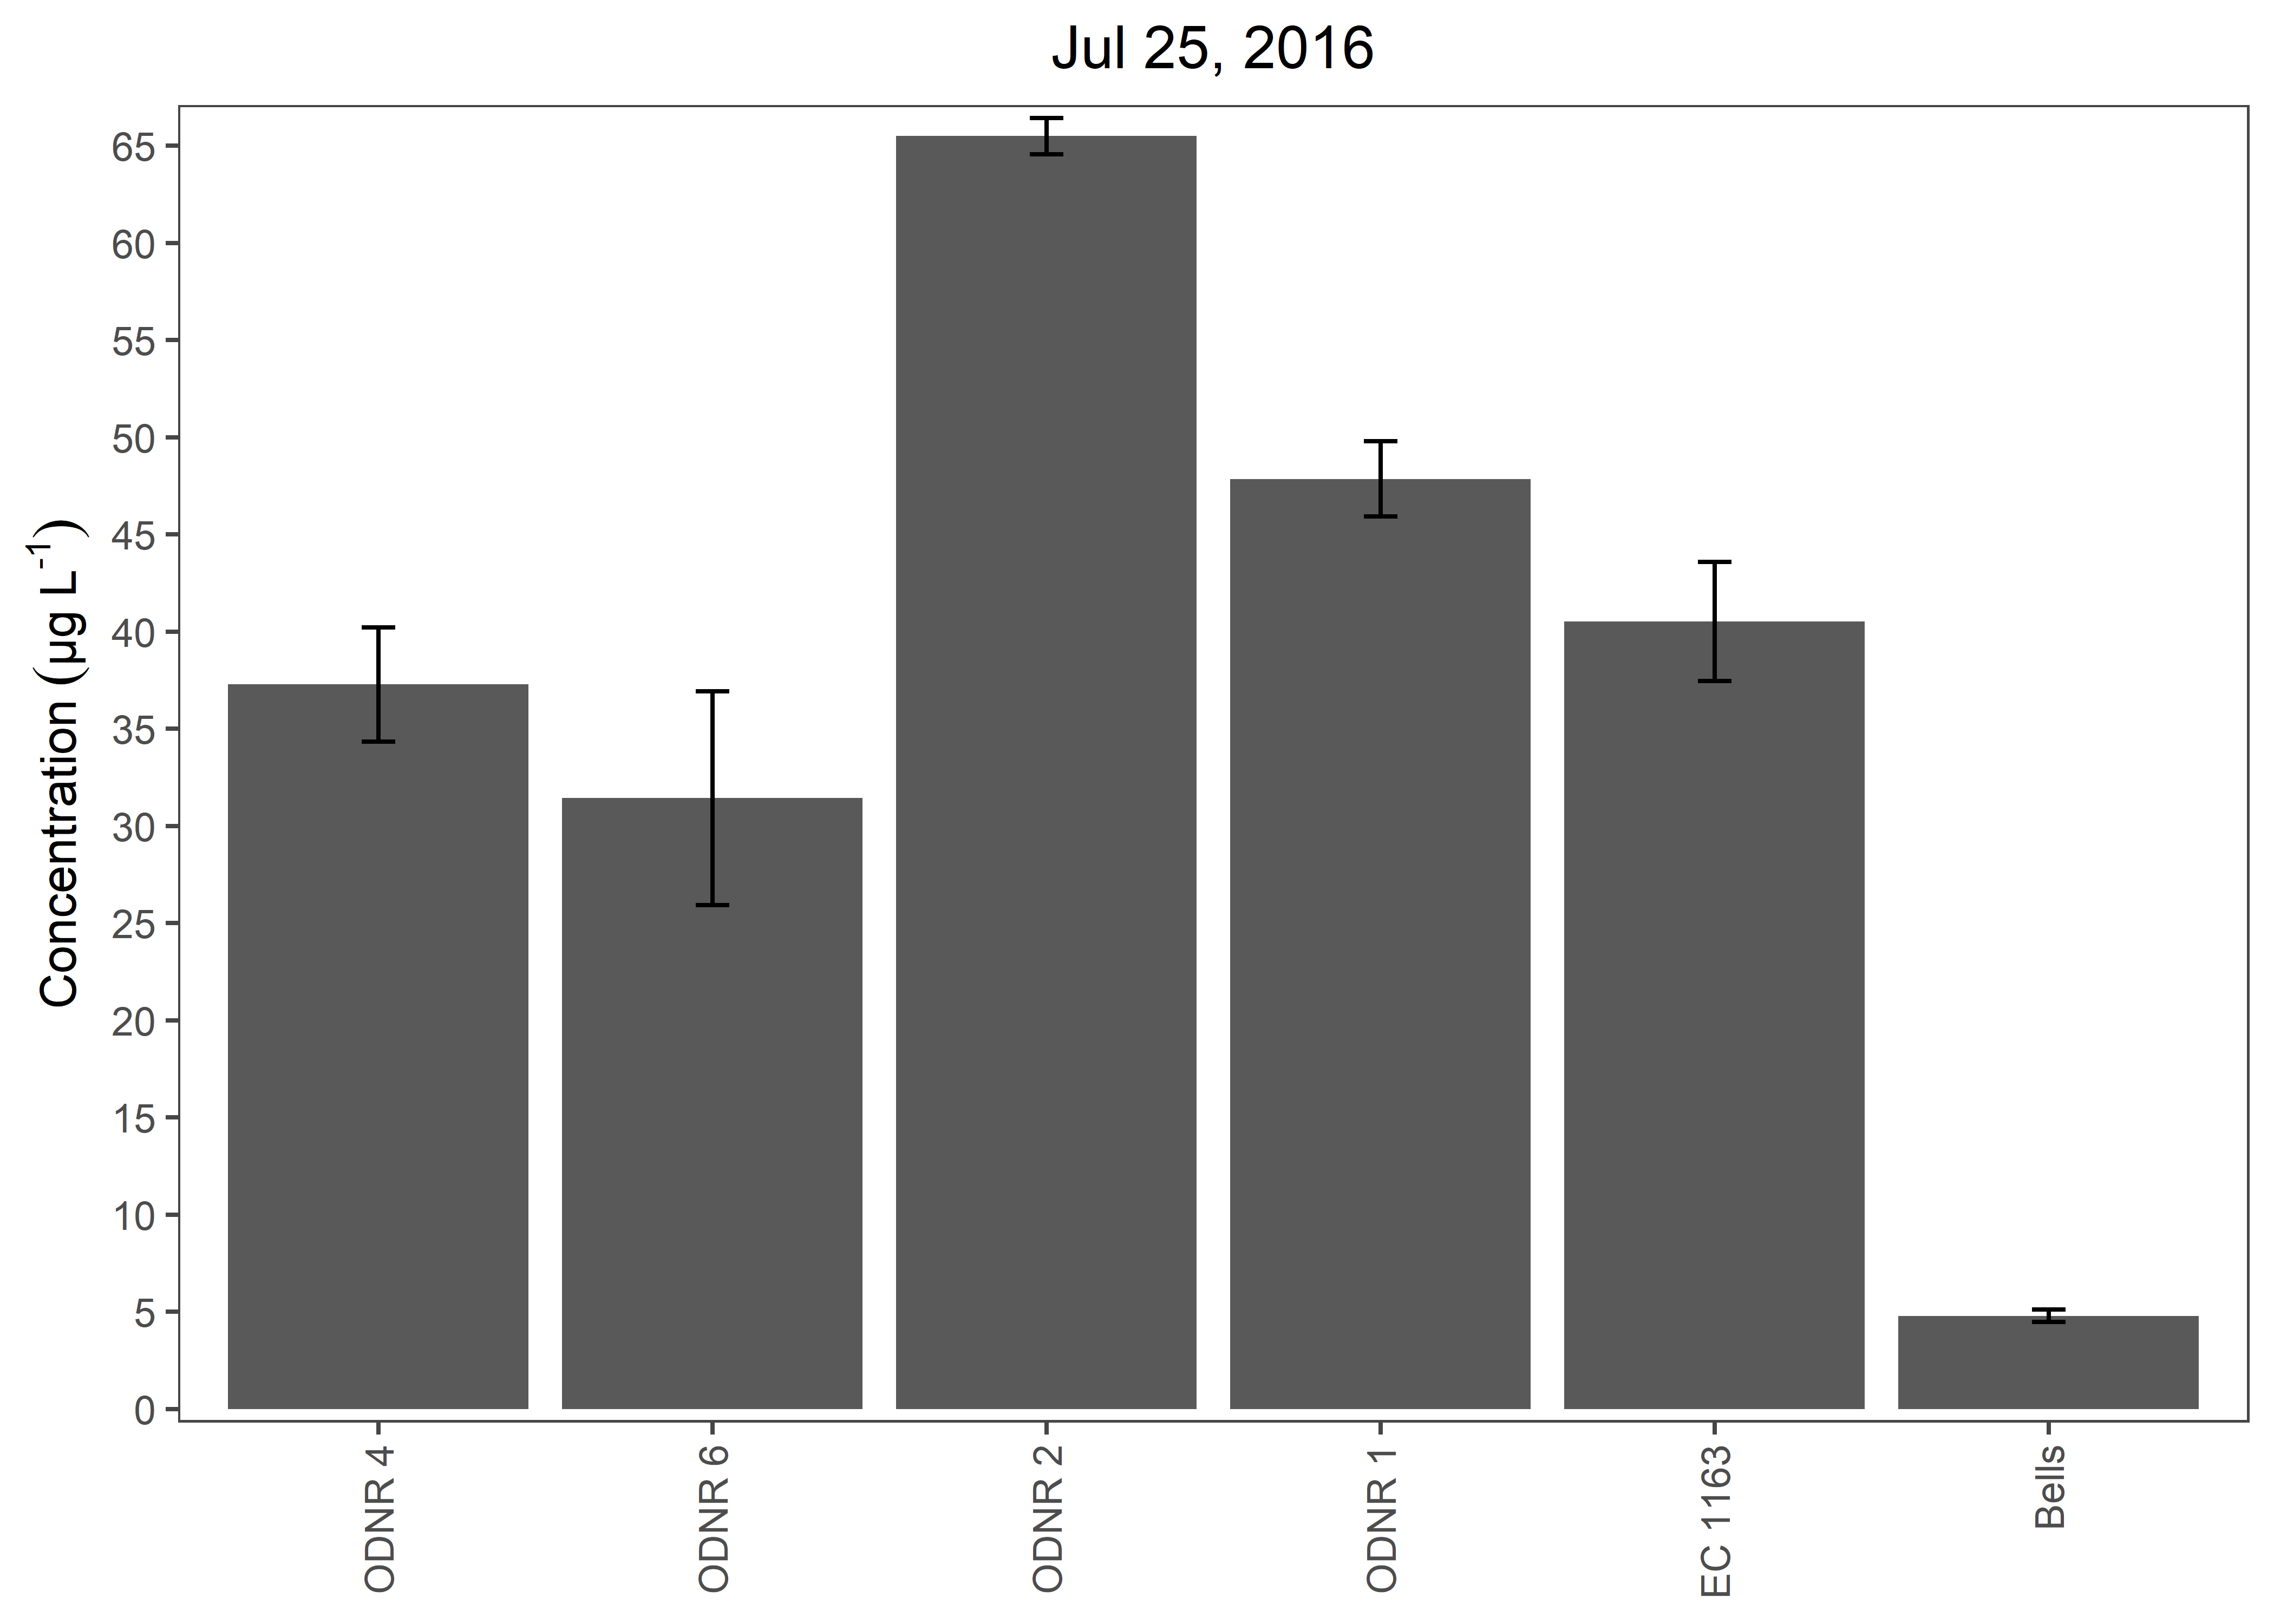 Jul 25, 2016
Concentration (µg L-1)
65
60
55
50
45
40
35
30
25
20
15
10
5
0
ODNR 4
ODNR 6
ODNR 2
ODNR 1
EC 1163
Bells